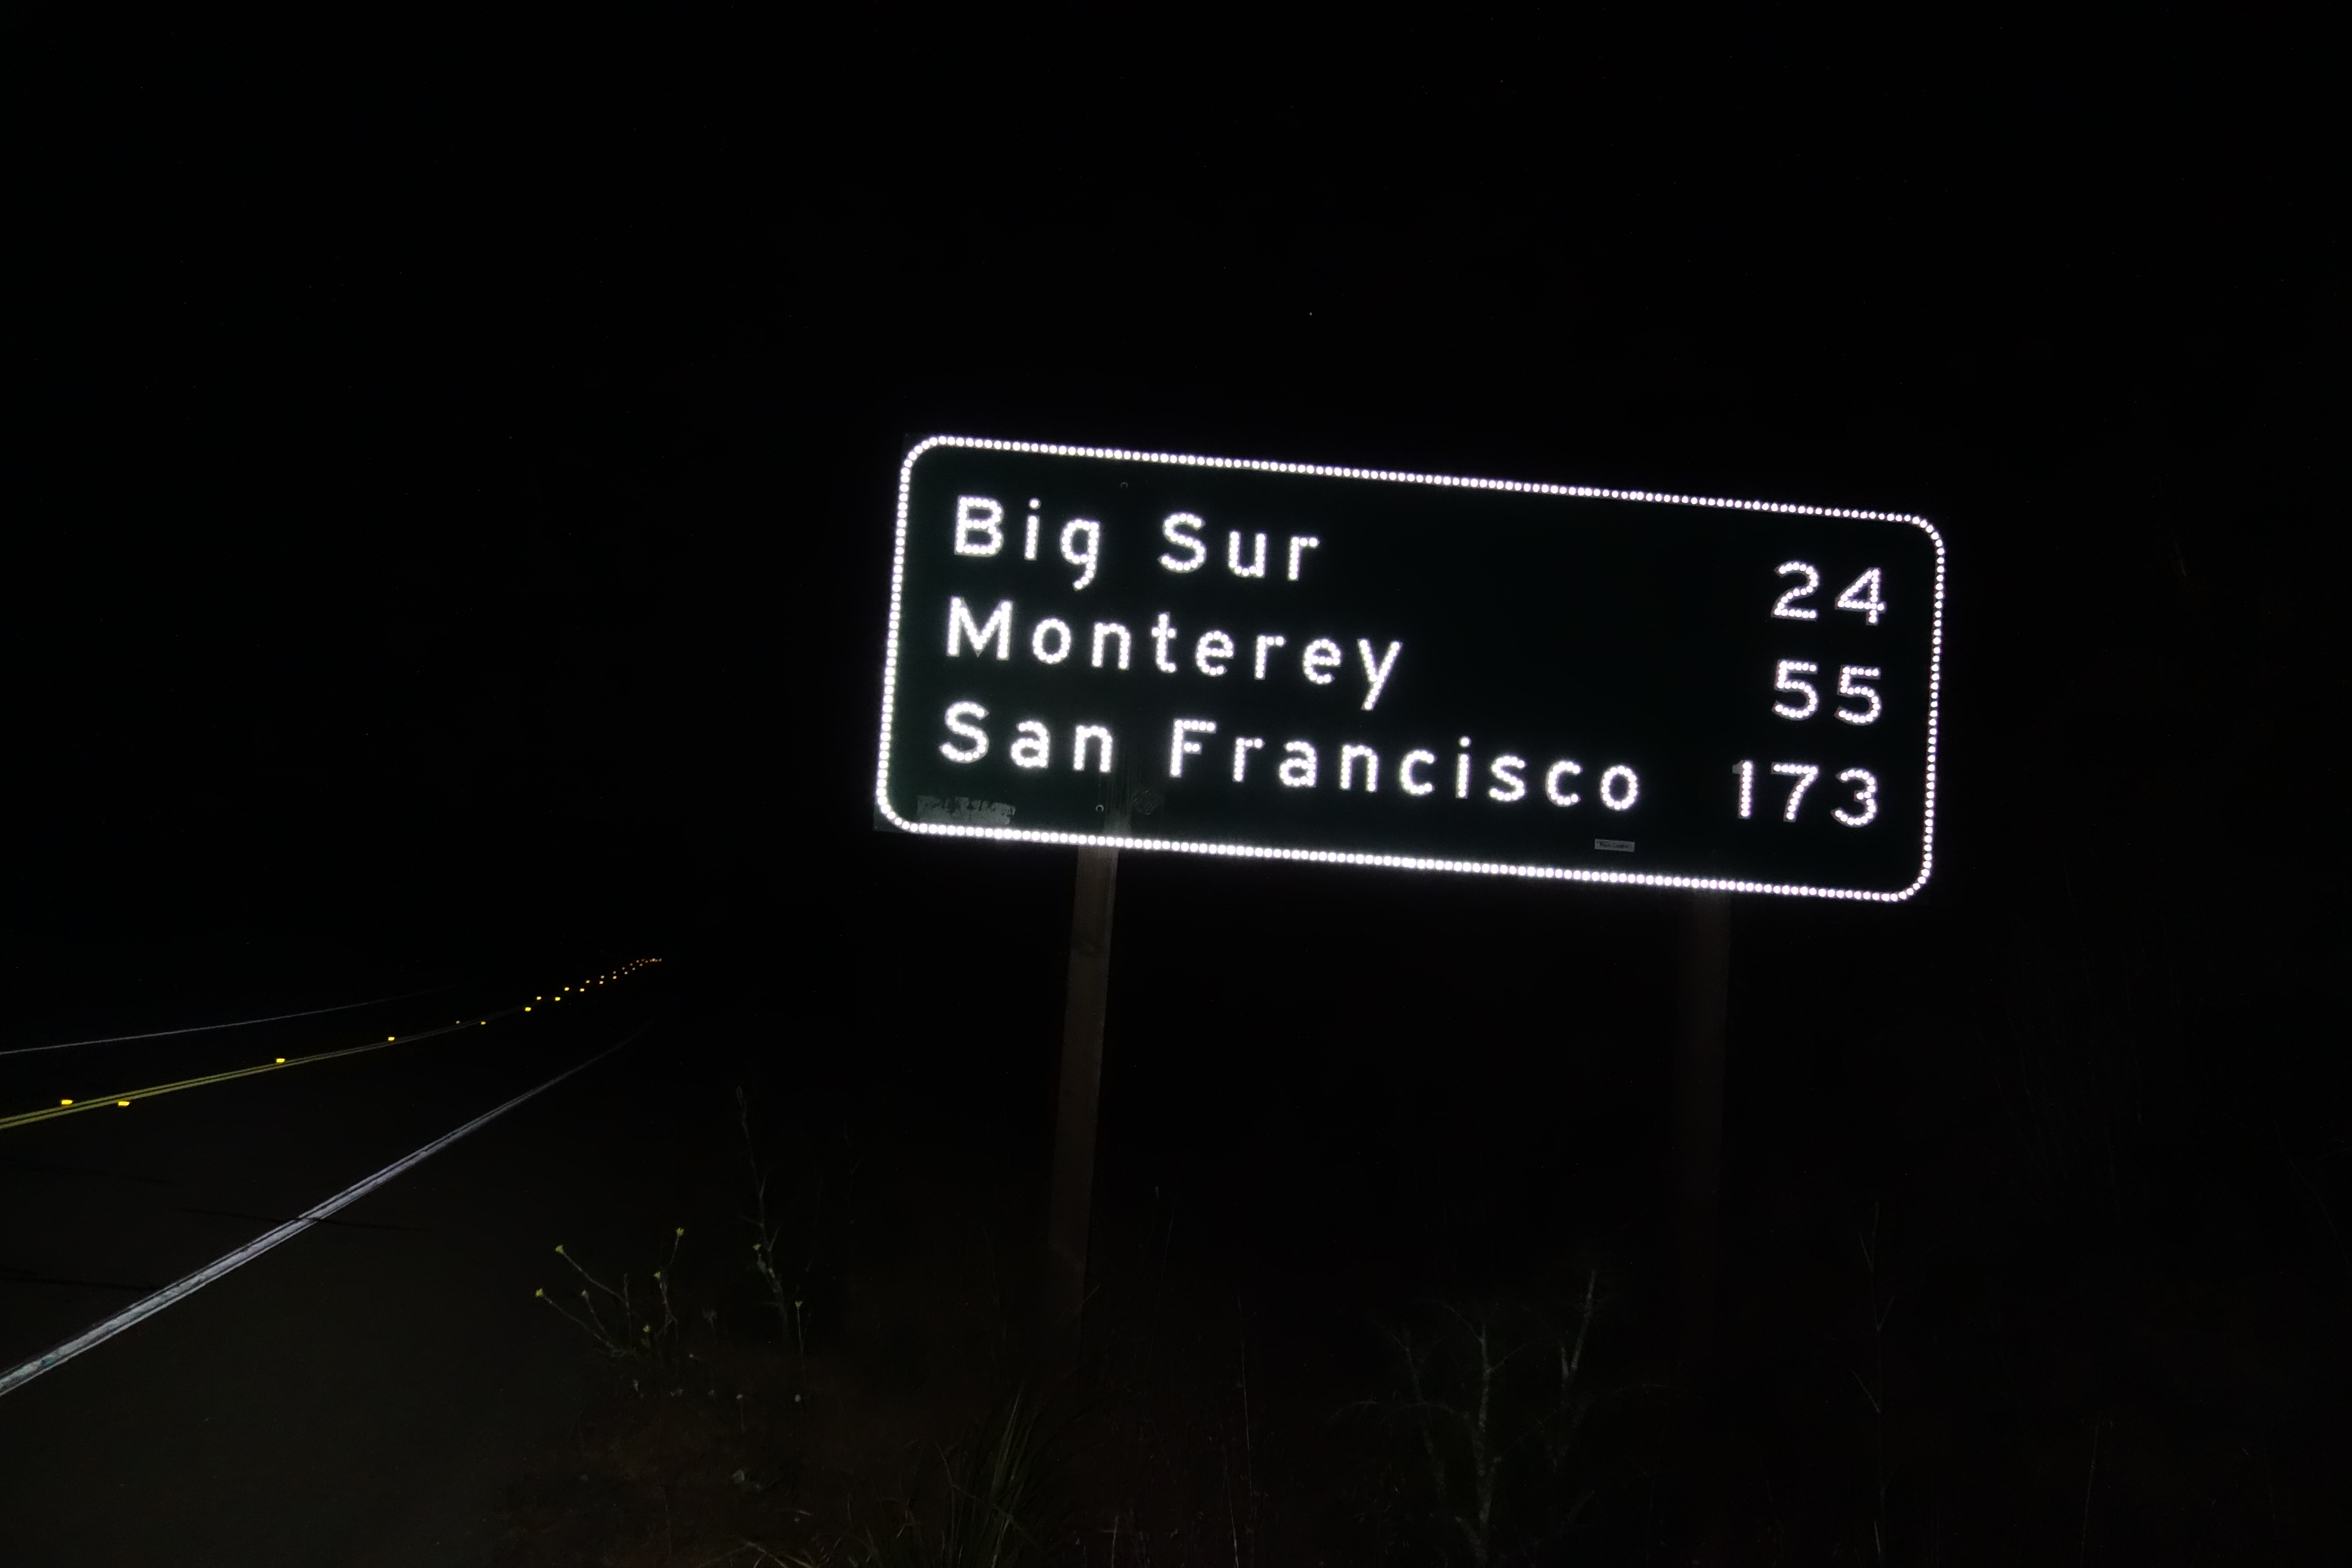 Big Sur 24
Monterey 55
San Francisco 173